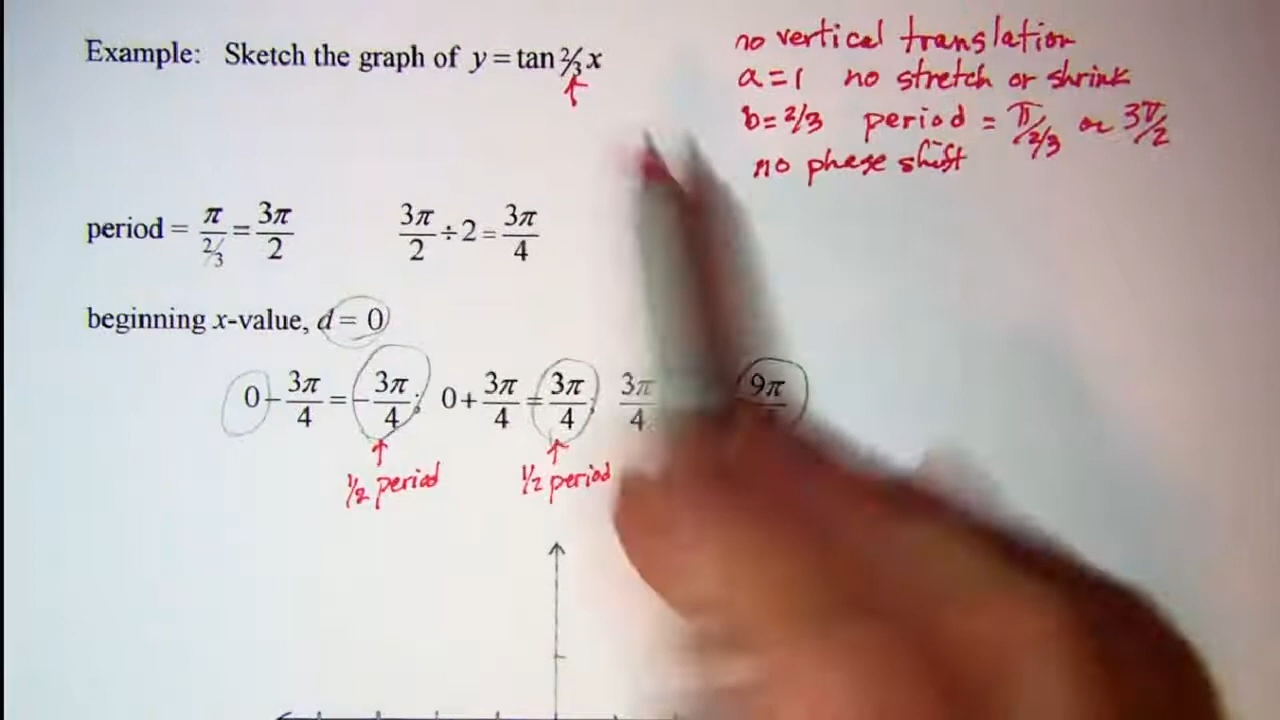 Example: Sketch the graph of y = tan 2/3 x
no vertical translation
a = 1 no stretch or shrink
b = 2/3 period = π/2/3 or 3π/2
no phase shift
period = π/2/3 = 3π/2 3π/2 ÷ 2 = 3π/4
beginning x-value, d = 0
0 − 3π/4 = −3π/4; 0 + 3π/4 = 3π/4; 3π/4 9π
1/2 period 1/2 period